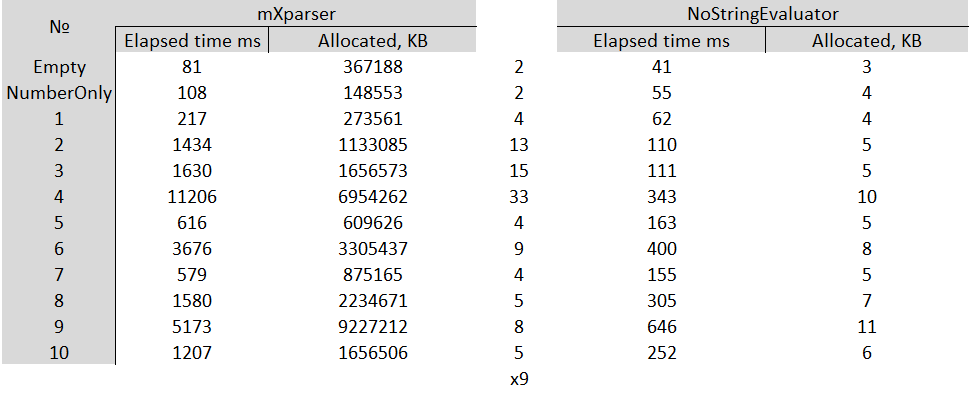 № mXparser NoStringEvaluator
Elapsed time ms Allocated, KB Elapsed time ms Allocated, KB
Empty 81 367188 2 41 3
NumberOnly 108 148553 2 55 4
1 217 273561 4 62 4
2 1434 1133085 13 110 5
3 1630 1656573 15 111 5
4 11206 6954262 33 343 10
5 616 609626 4 163 5
6 3676 3305437 9 400 8
7 579 875165 4 155 5
8 1580 2234671 5 305 7
9 5173 9227212 8 646 11
10 1207 1656506 5 252 6
x9